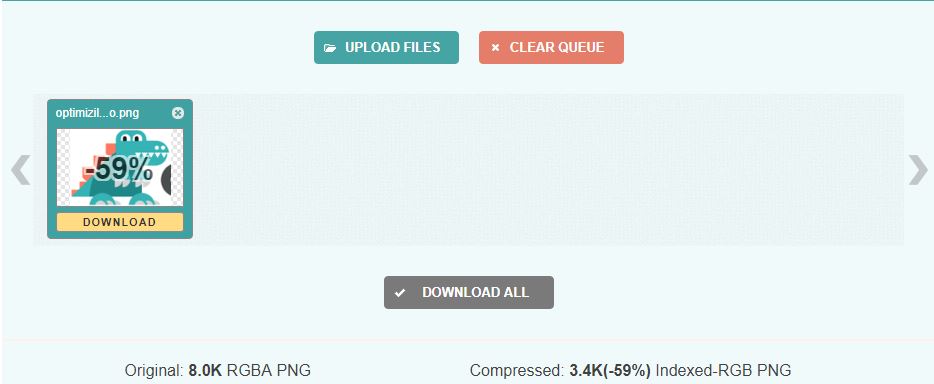 UPLOAD FILES
CLEAR QUEUE
optimizil...o.png
-59%
DOWNLOAD
DOWNLOAD ALL
Original: 8.0K RGBA PNG
Compressed: 3.4K(-59%) Indexed-RGB PNG